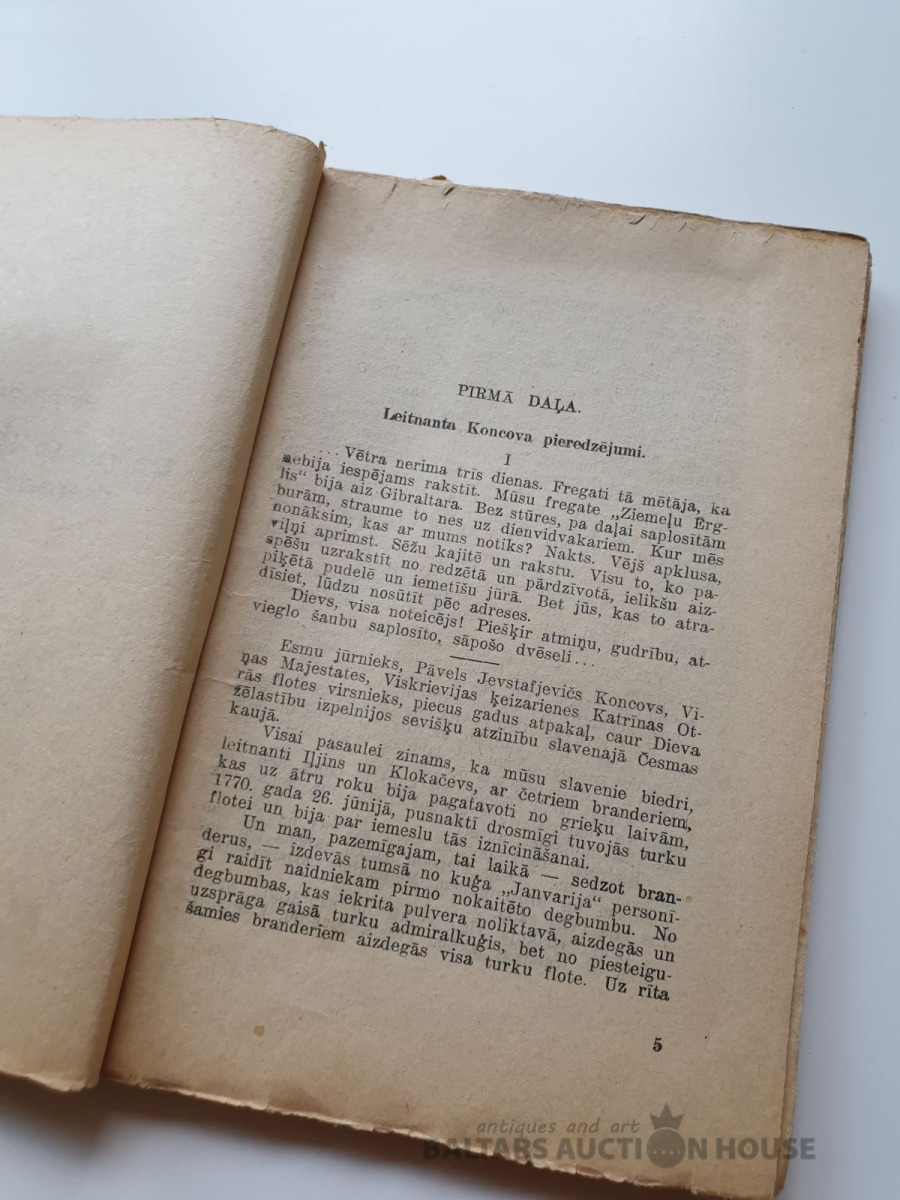 PIRMĀ DAĻA.
Leitnanta Koncova pieredzējumi.
I
... Vētra nerima trīs dienas. Fregati tā mētāja, ka
nebija iespējams rakstīt. Mūsu fregate „Ziemeļu Ērg-
lis“ bija aiz Gibraltara. Bez stūres, pa daļai saplosītām
burām, straume to nes uz dienvidvakariem. Kur mēs
nonāksim, kas ar mums notiks? Nakts. Vējš apklusa,
viļņi aprimst. Sēžu kajitē un rakstu. Visu to, ko pa-
spēšu uzrakstīt no redzētā un pārdzīvotā, ielikšu aiz-
piķētā pudelē un iemetīšu jūrā. Bet jūs, kas to atra-
dīsiet, lūdzu nosūtīt pēc adreses.
Dievs, visa noteicējs! Piešķir atmiņu, gudrību, at-
vieglo šaubu saplosīto, sāpošo dvēseli...
Esmu jūrnieks, Pāvels Jevstafjevičs Koncovs, Vi-
ņas Majestates, Viskrievijas ķeizarienes Katrīnas Ot-
rās flotes virsnieks, piecus gadus atpakaļ, caur Dieva
žēlastību izpelnijos sevišķu atzinību slavenajā Česmas
kaujā.
Visai pasaulei zinams, ka mūsu slavenie biedri,
leitnanti Iļjins un Klokačevs, ar četriem branderiem,
kas uz ātru roku bija pagatavoti no grieķu laivām,
1770. gada 26. jūnijā, pusnaktī drosmīgi tuvojās turku
flotei un bija par iemeslu tās iznīcināšanai.
Un man, pazemīgajam, tai laikā — sedzot bran-
derus, — izdevās tumsā no kuģa „Janvarija“ personī-
gi raidīt naidniekam pirmo nokaitēto degbumbu. No
degbumbas, kas iekrita pulvera noliktavā, aizdegās un
uzsprāga gaisā turku admiralkuģis, bet no piesteigu-
šamies branderiem aizdegās visa turku flote. Uz rīta
5
antiques and art
BALTARS AUCTION HOUSE